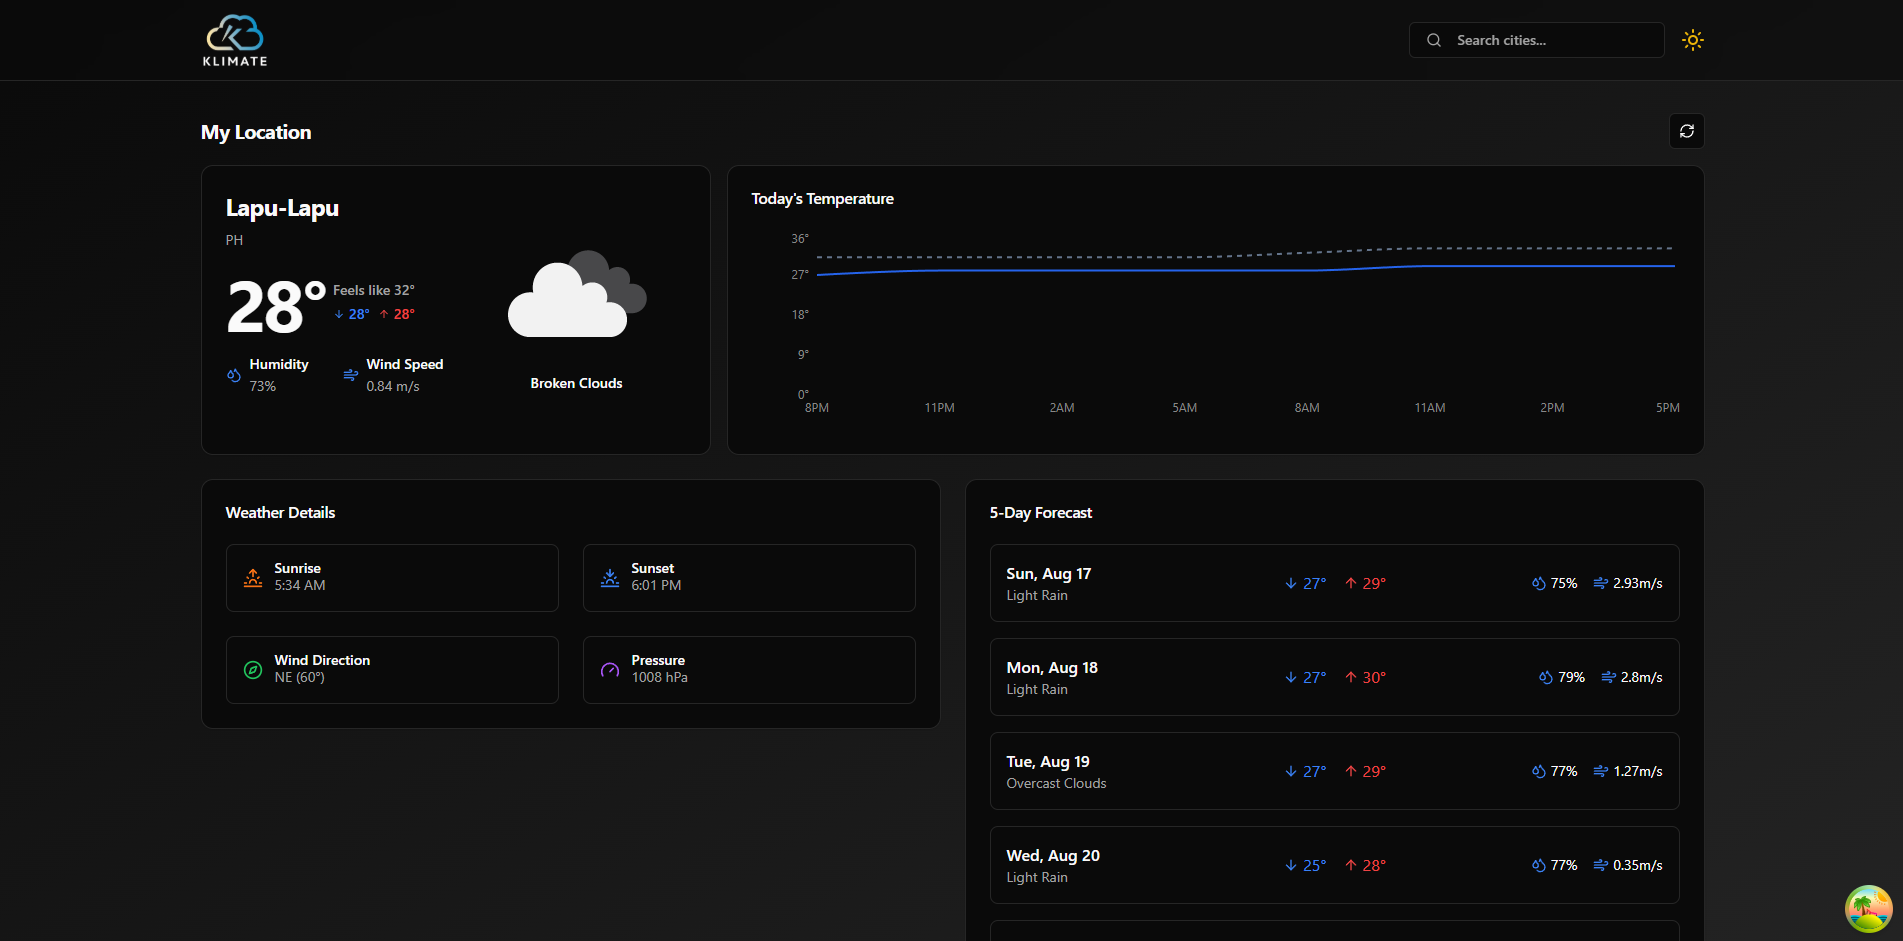 KLIMATE
Search cities...
My Location
Lapu-Lapu
PH
28°
Feels like 32°
28° 28°
Humidity
73%
Wind Speed
0.84 m/s
Broken Clouds
Today's Temperature
36°
27°
18°
9°
0°
8PM 11PM 2AM 5AM 8AM 11AM 2PM 5PM
Weather Details
Sunrise
5:34 AM
Sunset
6:01 PM
Wind Direction
NE (60°)
Pressure
1008 hPa
5-Day Forecast
Sun, Aug 17
Light Rain
27° 29° 75% 2.93m/s
Mon, Aug 18
Light Rain
27° 30° 79% 2.8m/s
Tue, Aug 19
Overcast Clouds
27° 29° 77% 1.27m/s
Wed, Aug 20
Light Rain
25° 28° 77% 0.35m/s